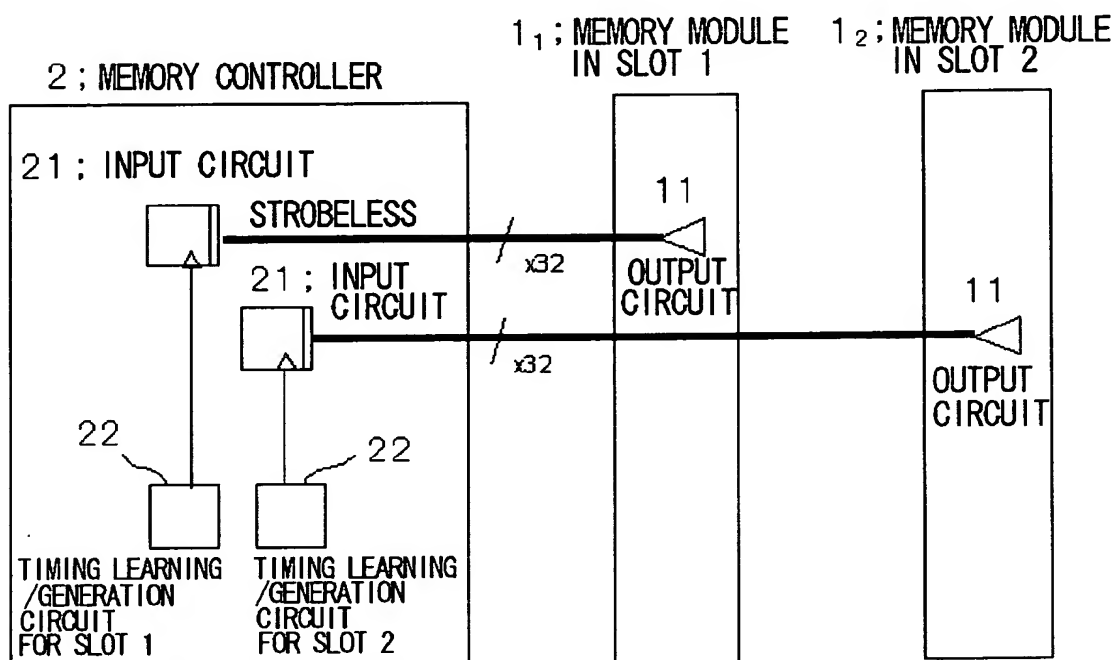 1₁; MEMORY MODULE
IN SLOT 1
1₂; MEMORY MODULE
IN SLOT 2
2; MEMORY CONTROLLER
21; INPUT CIRCUIT
STROBELESS
x32
11
OUTPUT
CIRCUIT
21; INPUT
CIRCUIT
x32
11
OUTPUT
CIRCUIT
22
22
TIMING LEARNING
/GENERATION
CIRCUIT
FOR SLOT 1
TIMING LEARNING
/GENERATION
CIRCUIT
FOR SLOT 2